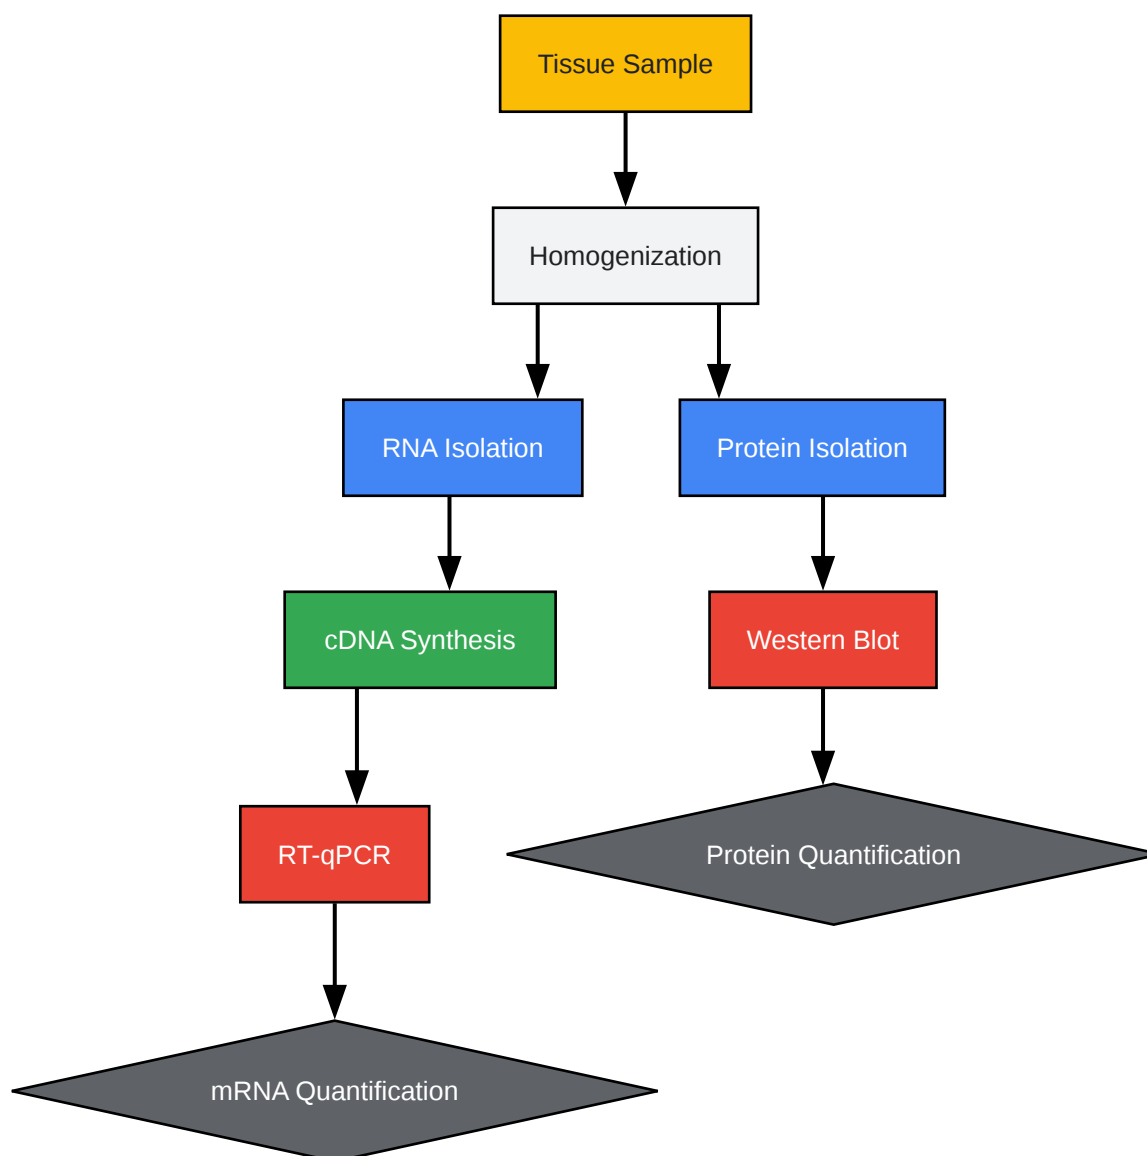 Tissue Sample
Homogenization
RNA Isolation
Protein Isolation
cDNA Synthesis
Western Blot
RT-qPCR
Protein Quantification
mRNA Quantification